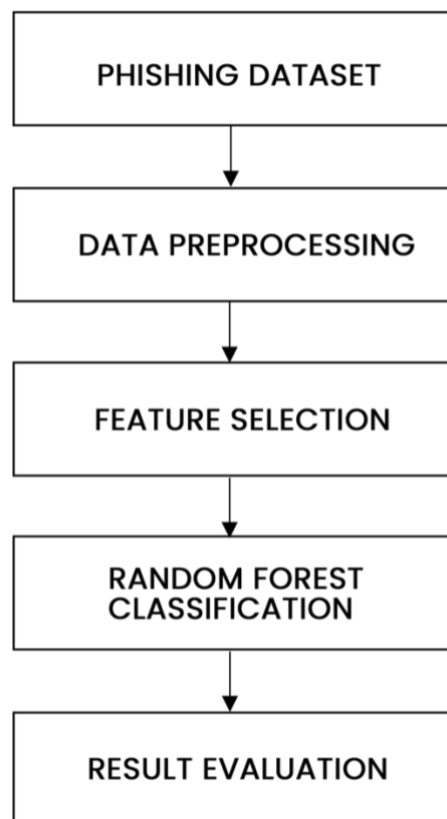 PHISHING DATASET
DATA PREPROCESSING
FEATURE SELECTION
RANDOM FOREST
CLASSIFICATION
RESULT EVALUATION